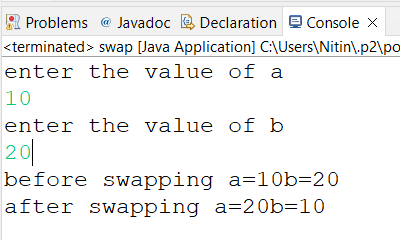 Problems @ Javadoc Declaration Console
<terminated> swap [Java Application] C:\Users\Nitin\.p2\po
enter the value of a
10
enter the value of b
20
before swapping a=10b=20
after swapping a=20b=10